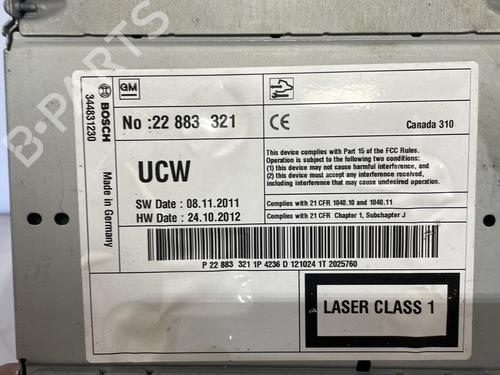 GM
No :22 883 321
UCW
SW Date : 08.11.2011
HW Date : 24.10.2012
BOSCH
344831230
Made in Germany
CE
Canada 310
This device complies with Part 15 of the FCC Rules.
Operation is subject to the following two conditions:
(1) this device may not cause harmful interference, and
(2) this device must accept any interference received,
including interference that may cause undesired operation.
Complies with 21 CFR 1040.10 and 1040.11
Complies with 21 CFR Chapter 1, Subchapter J
P 22 883 321 1P 4236 D 121024 1T 2025760
LASER CLASS 1
B-PARTS